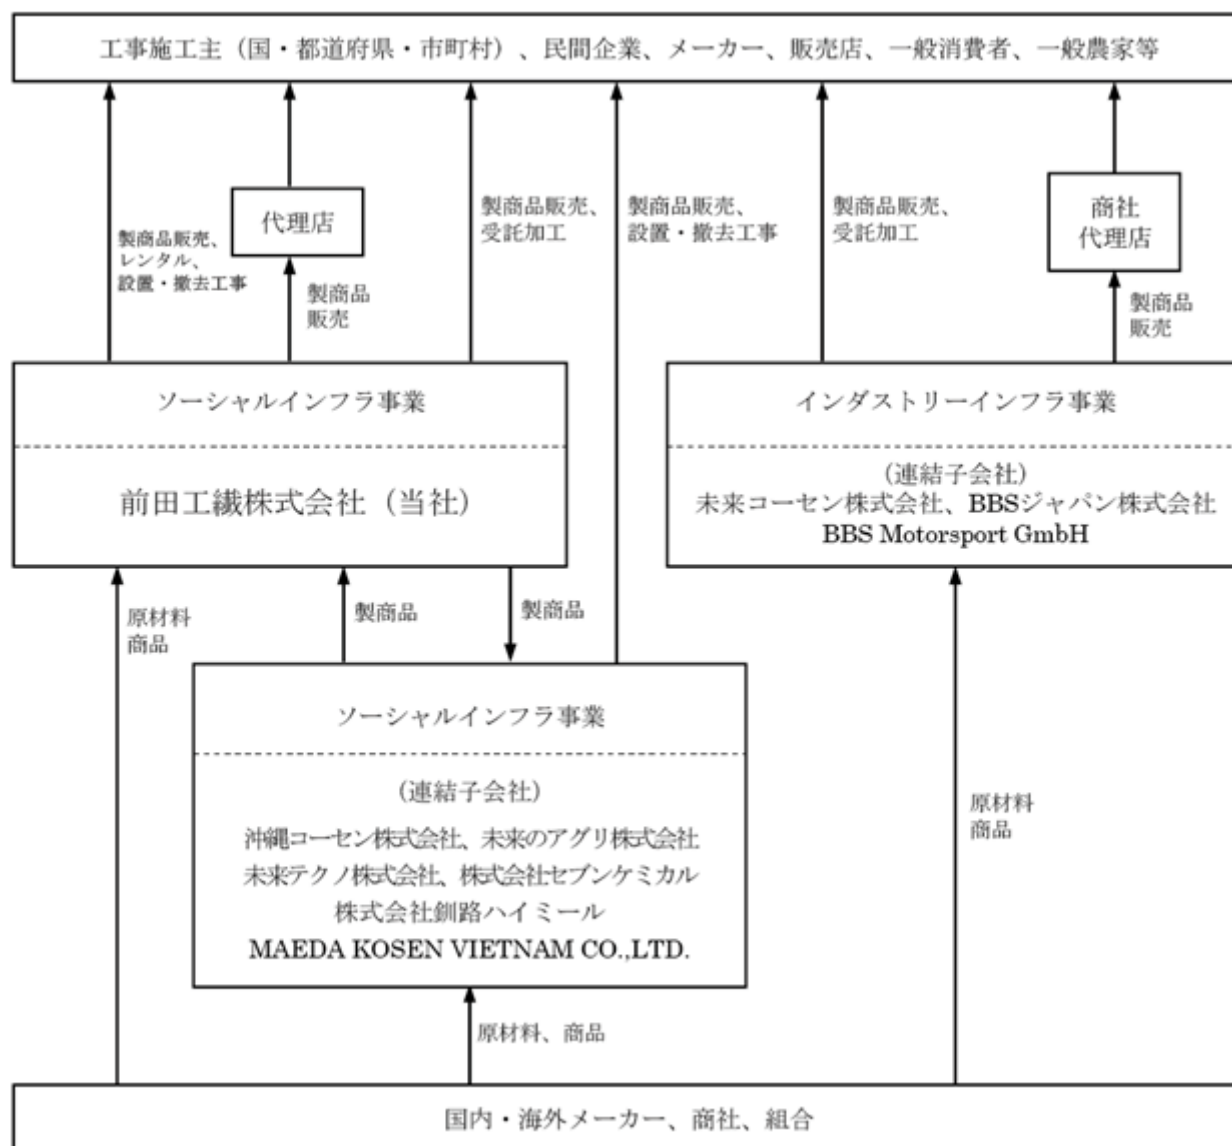 工事施工主（国・都道府県・市町村）、民間企業、メーカー、販売店、一般消費者、一般農家等
製商品販売、
レンタル、
設置・撤去工事
代理店
製商品
販売
製商品販売、
受託加工
製商品販売、
設置・撤去工事
製商品販売、
受託加工
商社
代理店
製商品
販売
ソーシャルインフラ事業
前田工繊株式会社（当社）
インダストリーインフラ事業
（連結子会社）
未来コーセン株式会社、BBSジャパン株式会社
BBS Motorsport GmbH
原材料
商品
製商品
製商品
ソーシャルインフラ事業
（連結子会社）
沖縄コーセン株式会社、未来のアグリ株式会社
未来テクノ株式会社、株式会社セブンケミカル
株式会社釧路ハイミール
MAEDA KOSEN VIETNAM CO.,LTD.
原材料
商品
原材料、商品
国内・海外メーカー、商社、組合